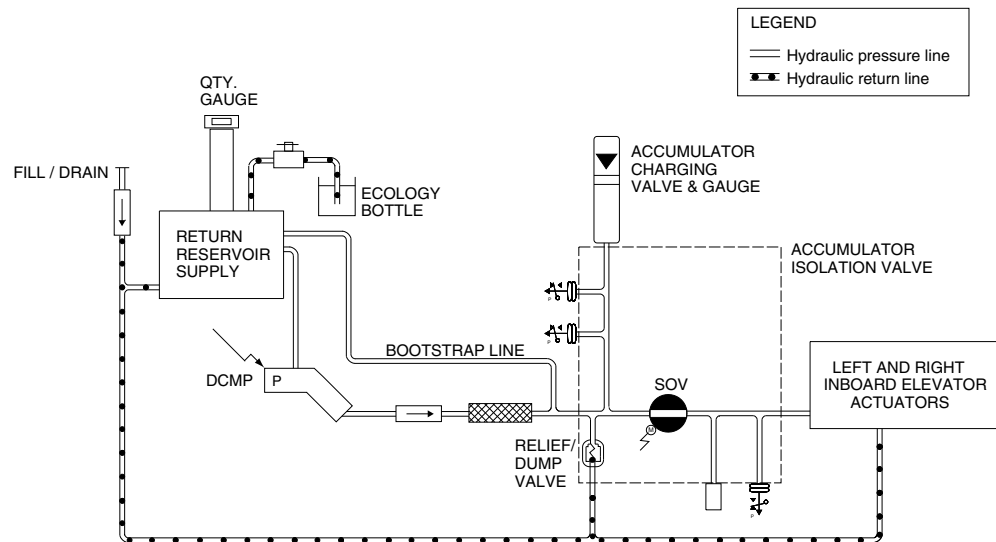 LEGEND
Hydraulic pressure line
Hydraulic return line
QTY.
GAUGE
FILL / DRAIN
ECOLOGY
BOTTLE
ACCUMULATOR
CHARGING
VALVE & GAUGE
RETURN
RESERVOIR
SUPPLY
ACCUMULATOR
ISOLATION VALVE
P
P
BOOTSTRAP LINE
DCMP
P
SOV
M
LEFT AND RIGHT
INBOARD ELEVATOR
ACTUATORS
RELIEF/
DUMP
VALVE
P